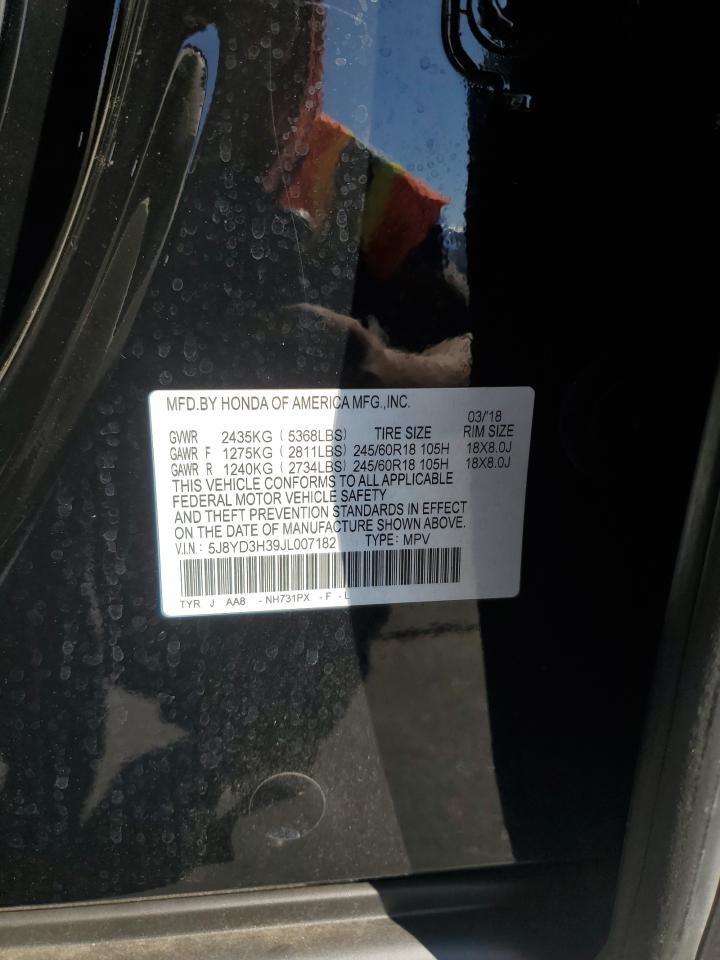 MFD.BY HONDA OF AMERICA MFG.,INC.
03/'18
GVWR 2435KG ( 5368LBS) TIRE SIZE RIM SIZE
GAWR F 1275KG ( 2811LBS) 245/60R18 105H 18X8.0J
GAWR R 1240KG ( 2734LBS) 245/60R18 105H 18X8.0J
THIS VEHICLE CONFORMS TO ALL APPLICABLE
FEDERAL MOTOR VEHICLE SAFETY
AND THEFT PREVENTION STANDARDS IN EFFECT
ON THE DATE OF MANUFACTURE SHOWN ABOVE.
V.I.N.: 5J8YD3H39JL007182 TYPE: MPV
TYR J AA8 -NH731PX -F -L